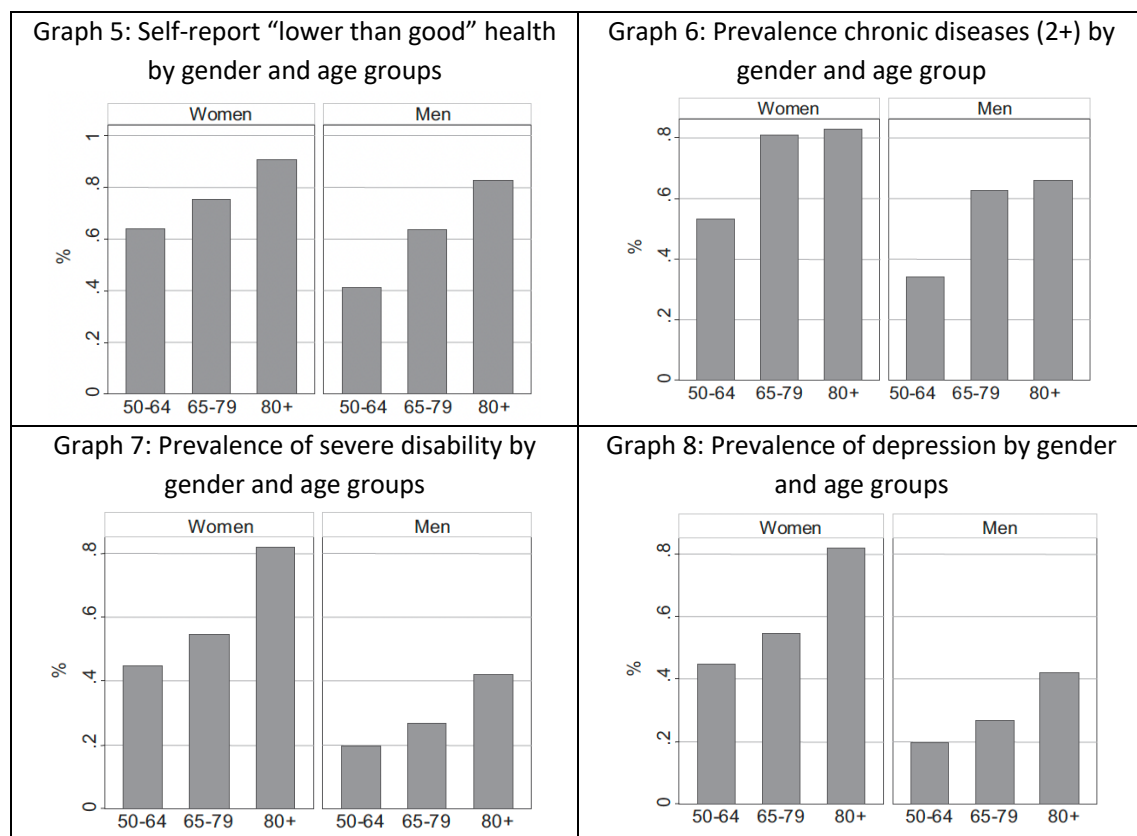 Graph 5: Self-report “lower than good” health
by gender and age groups
Women
Men
%
1
.8
.6
.4
.2
0
50-64 65-79 80+
50-64 65-79 80+
Graph 6: Prevalence chronic diseases (2+) by
gender and age group
Women
Men
%
.8
.6
.4
.2
0
50-64 65-79 80+
50-64 65-79 80+
Graph 7: Prevalence of severe disability by
gender and age groups
Women
Men
%
.8
.6
.4
.2
0
50-64 65-79 80+
50-64 65-79 80+
Graph 8: Prevalence of depression by gender
and age groups
Women
Men
%
.8
.6
.4
.2
0
50-64 65-79 80+
50-64 65-79 80+